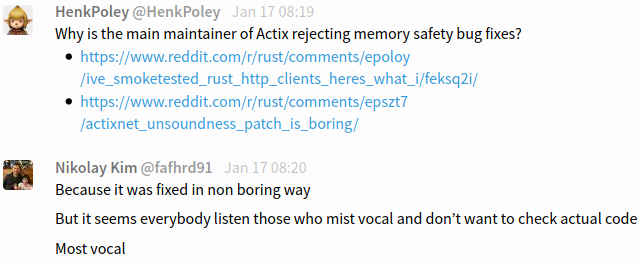 HenkPoley @HenkPoley Jan 17 08:19
Why is the main maintainer of Actix rejecting memory safety bug fixes?
• https://www.reddit.com/r/rust/comments/epoloy
/ive_smoketested_rust_http_clients_heres_what_i/feksq2i/
• https://www.reddit.com/r/rust/comments/epszt7
/actixnet_unsoundness_patch_is_boring/
Nikolay Kim @fafhrd91 Jan 17 08:20
Because it was fixed in non boring way
But it seems everybody listen those who mist vocal and don’t want to check actual code
Most vocal